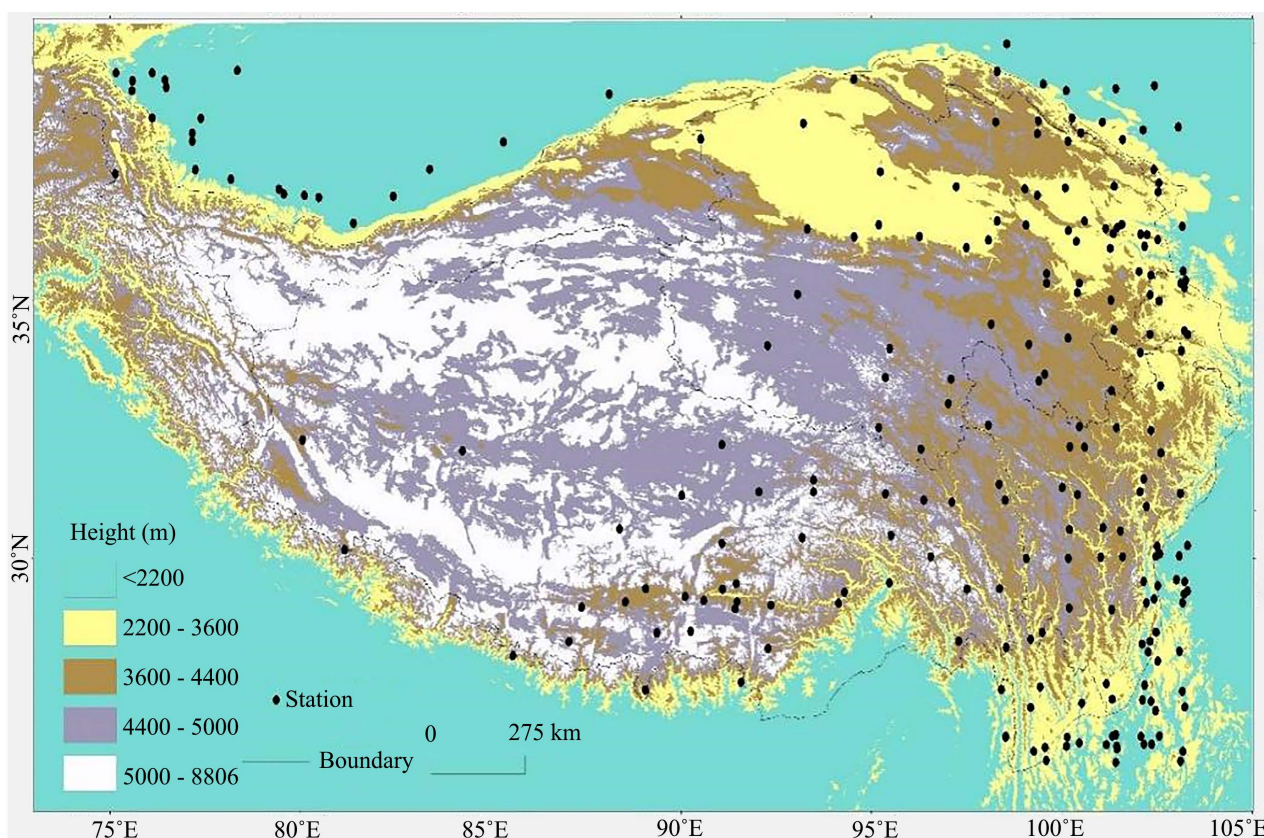 35°N
30°N
Height (m)
<2200
2200 - 3600
3600 - 4400
4400 - 5000
5000 - 8806
Station
Boundary
0 275 km
75°E 80°E 85°E 90°E 95°E 100°E 105°E